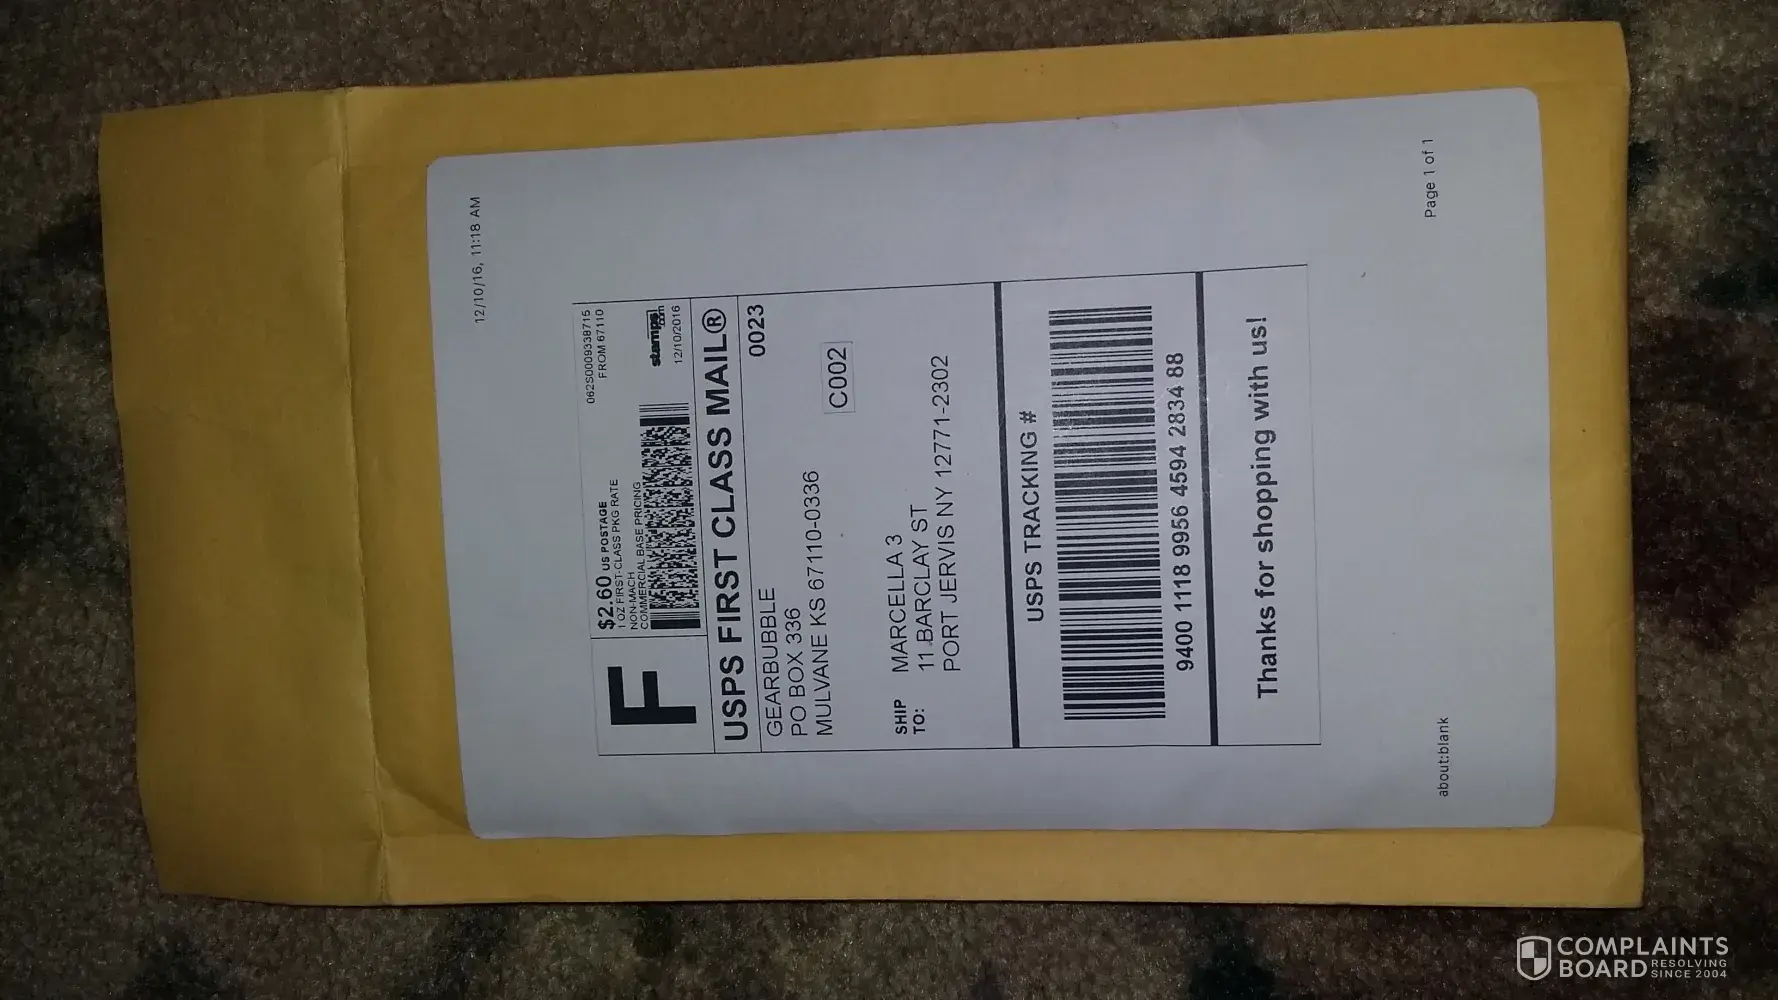 12/10/16, 11:18 AM
$2.60 US POSTAGE
1 OZ FIRST-CLASS PKG RATE
NON-MACH
COMMERCIAL BASE PRICING
062S0009338715
FROM 67110
stamps
.com
12/10/2016
F
USPS FIRST CLASS MAIL®
GEARBUBBLE
PO BOX 336
MULVANE KS 67110-0336
0023
C002
SHIP TO:
MARCELLA 3
11 BARCLAY ST
PORT JERVIS NY 12771-2302
USPS TRACKING #
9400 1118 9956 4594 2834 88
Thanks for shopping with us!
about:blank
Page 1 of 1
COMPLAINTS
BOARD RESOLVING
SINCE 2004